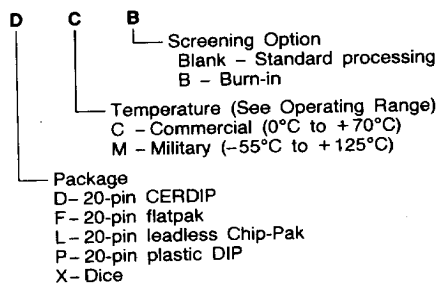 D C B
Screening Option
Blank – Standard processing
B – Burn-in
Temperature (See Operating Range)
C – Commercial (0°C to +70°C)
M – Military (–55°C to +125°C)
Package
D– 20-pin CERDIP
F– 20-pin flatpak
L– 20-pin leadless Chip-Pak
P– 20-pin plastic DIP
X– Dice